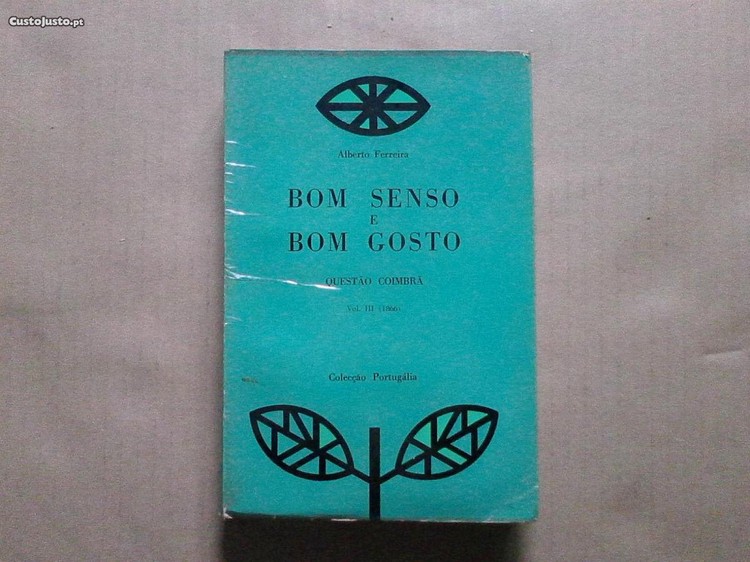 CustoJusto.pt
Alberto Ferreira
BOM SENSO
E
BOM GOSTO
QUESTÃO COIMBRÃ
Vol. III (1866)
Colecção Portugália